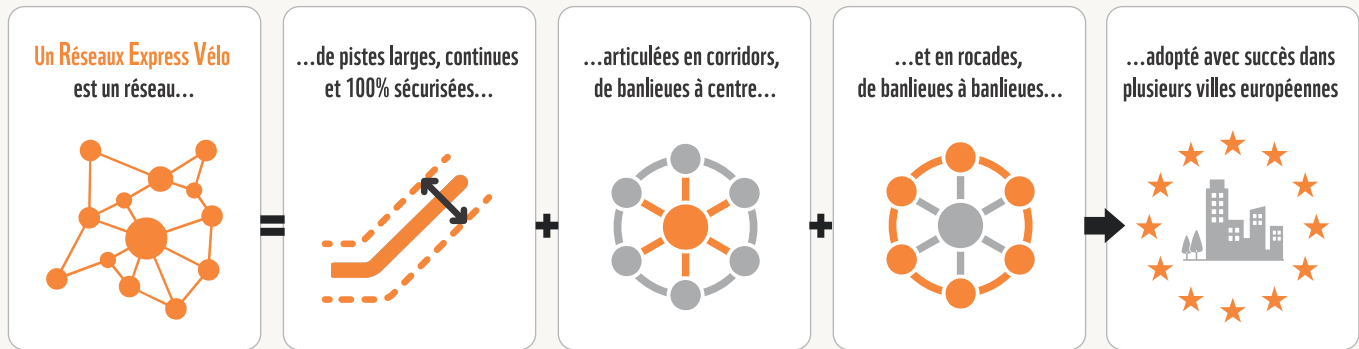 Un Réseaux Express Vélo
est un réseau...
...de pistes larges, continues
et 100% sécurisées...
...articulées en corridors,
de banlieues à centre...
...et en rocades,
de banlieues à banlieues...
...adopté avec succès dans
plusieurs villes européennes